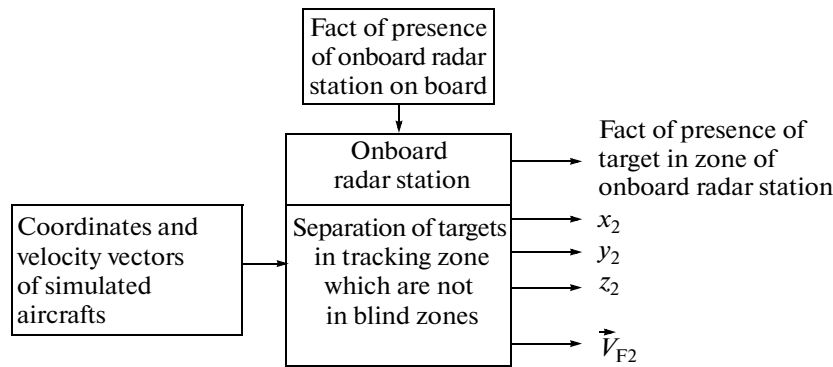 Fact of presence
of onboard radar
station on board
Onboard
radar station
Fact of presence of
target in zone of
onboard radar station
Coordinates and
velocity vectors
of simulated
aircrafts
Separation of targets
in tracking zone
which are not
in blind zones
x₂
y₂
z₂
V⃗_F2